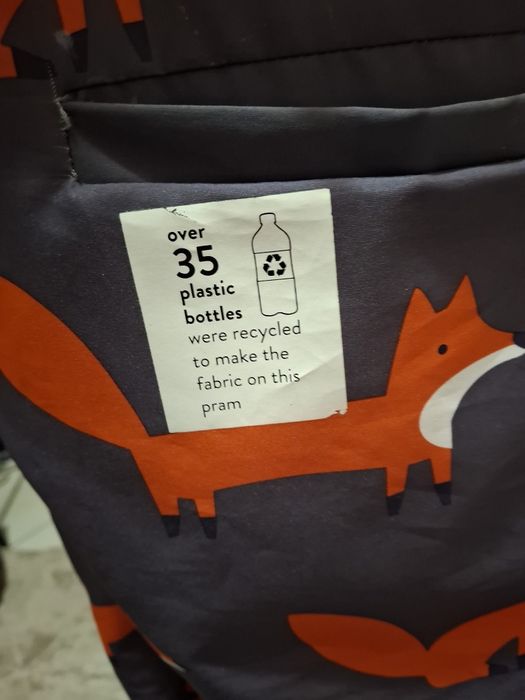 over
35
plastic
bottles
were recycled
to make the
fabric on this
pram